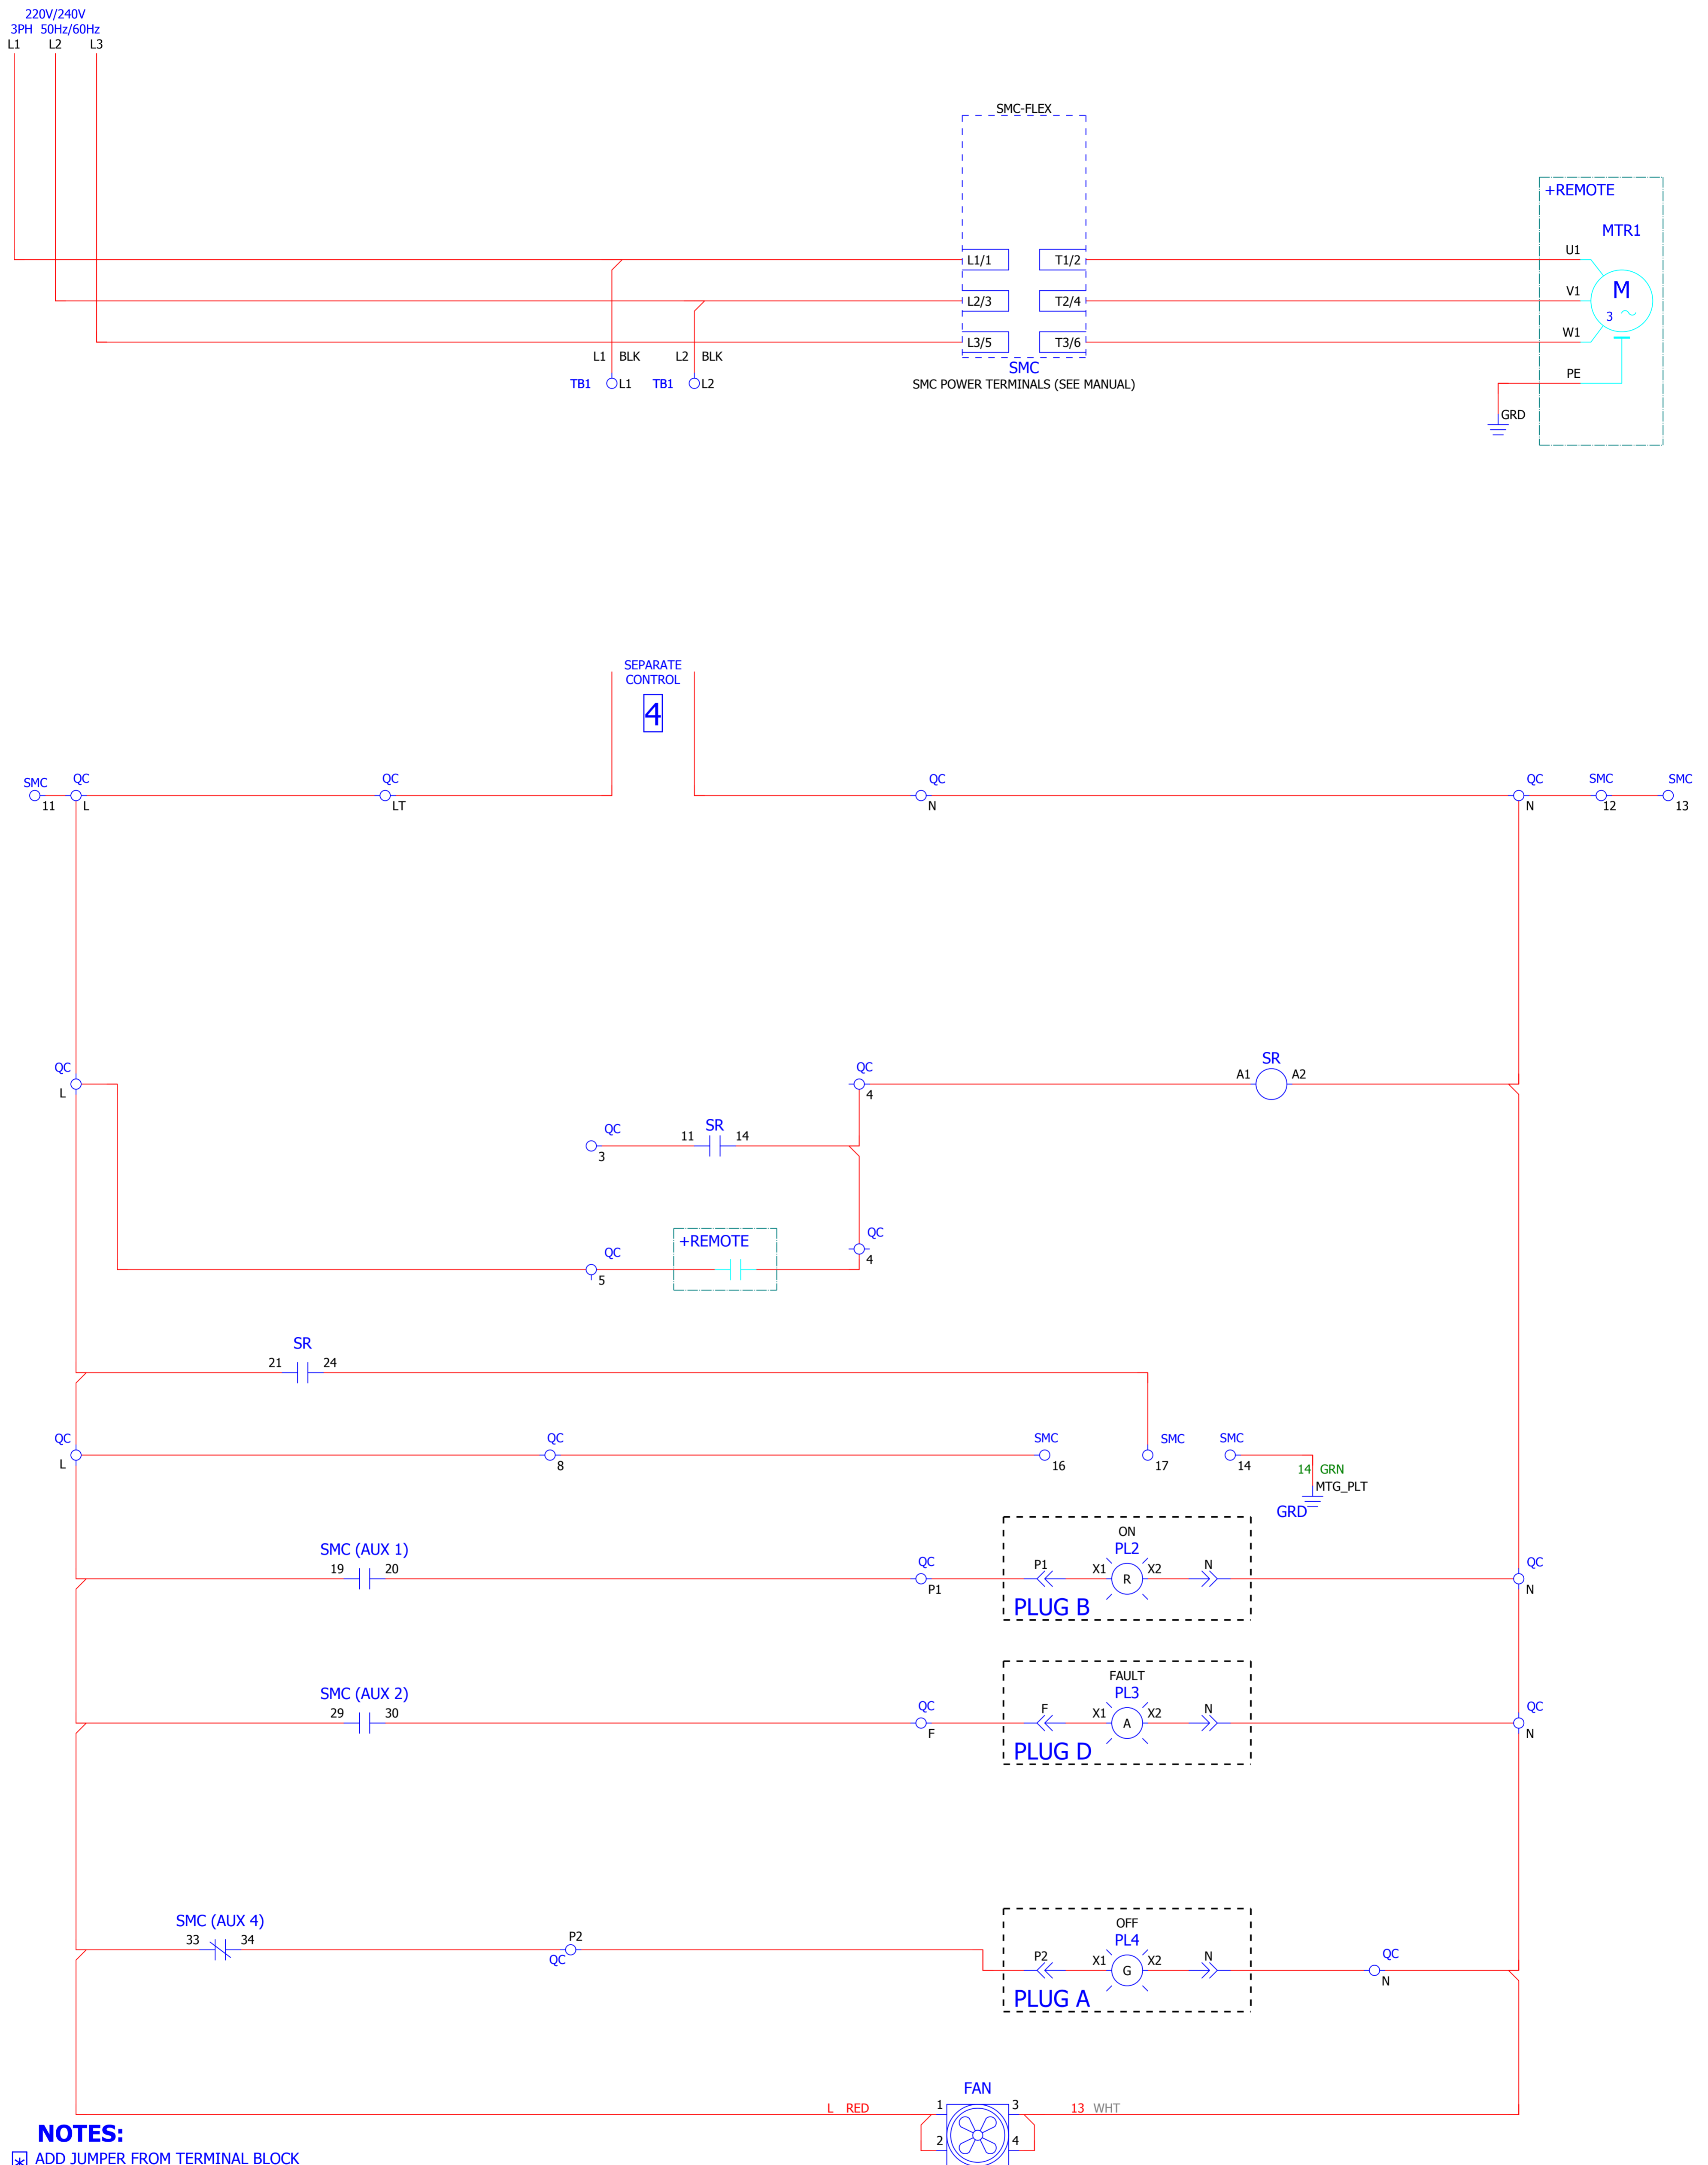 220V/240V
3PH 50Hz/60Hz
L1 L2 L3
SMC-FLEX
+REMOTE
MTR1
L1/1 T1/2 U1
L2/3 T2/4 V1 M
3
L3/5 T3/6 W1
L1 BLK L2 BLK
SMC
TB1 L1 TB1 L2
SMC POWER TERMINALS (SEE MANUAL)
PE
GRD
SEPARATE
CONTROL
4
SMC QC QC QC QC SMC SMC
11 L LT N N 12 13
QC QC SR
A1 A2
L 4
QC SR
11 14
3
QC +REMOTE QC
5 4
SR
21 24
QC QC SMC SMC SMC
L 8 16 17 14
14 GRN
MTG_PLT
GRD
ON
SMC (AUX 1) PL2
19 20 QC P1 X1 R X2 N QC
P1 N
PLUG B
FAULT
SMC (AUX 2) PL3
29 30 QC F X1 A X2 N QC
F N
PLUG D
OFF
SMC (AUX 4) PL4
33 34 P2
QC
P2 X1 G X2 N QC
N
PLUG A
FAN
L RED 1 3 13 WHT
2 4
NOTES:
* ADD JUMPER FROM TERMINAL BLOCK